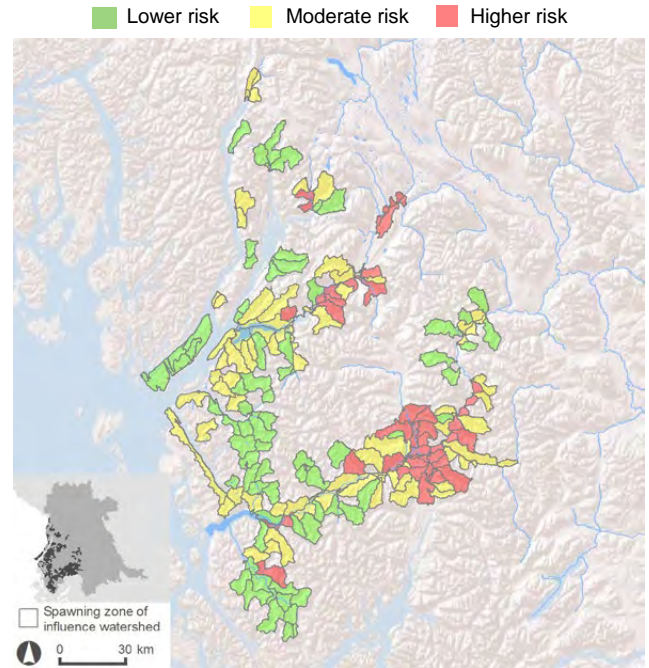 Lower risk Moderate risk Higher risk
Spawning zone of
influence watershed
0 30 km